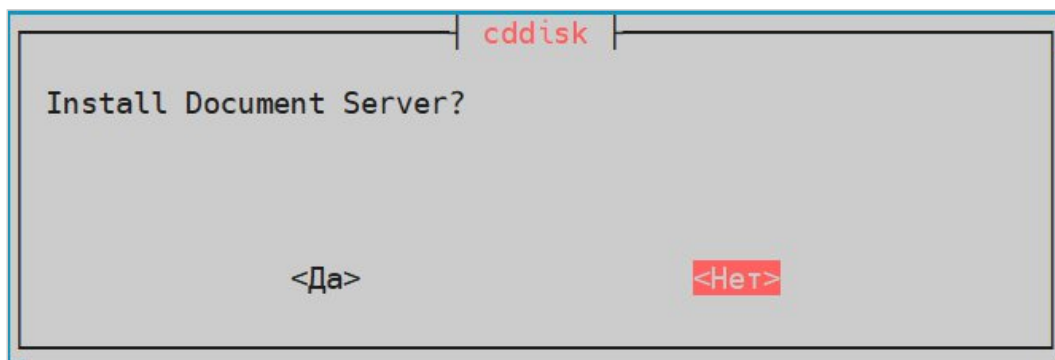 cddisk
Install Document Server?
<Да> <Нет>